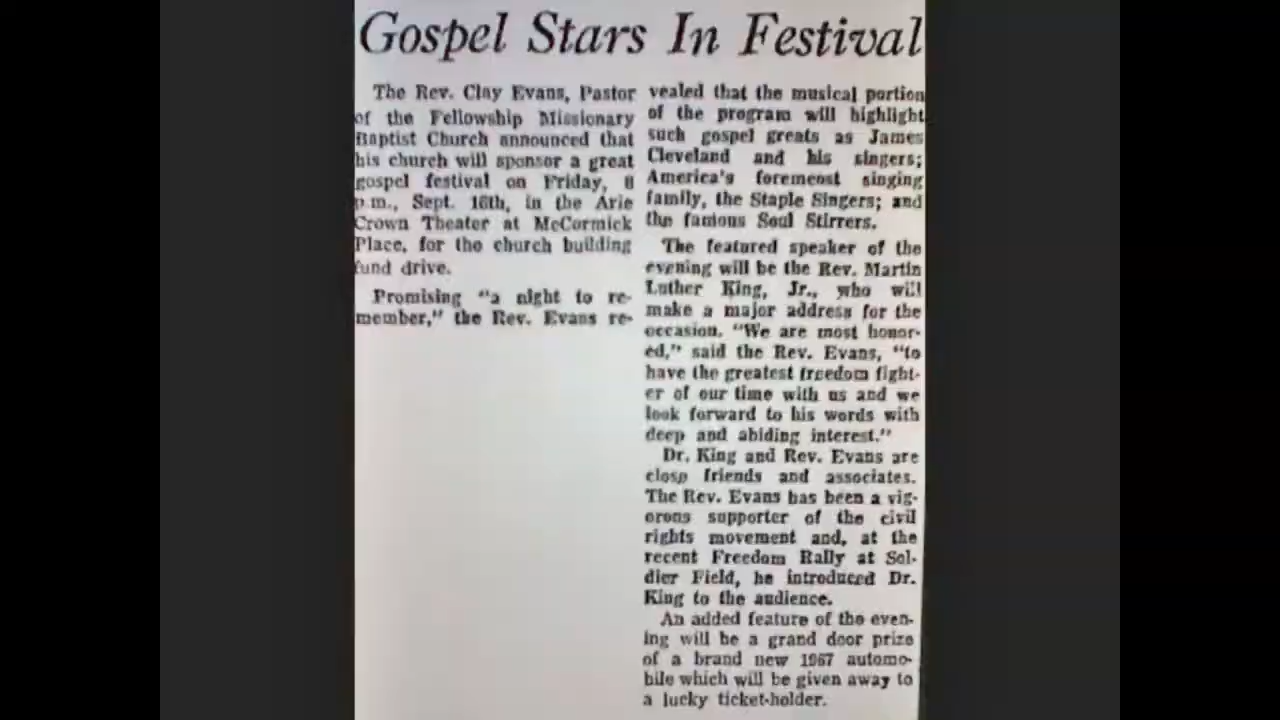 Gospel Stars In Festival
The Rev. Clay Evans, Pastor
of the Fellowship Missionary
Baptist Church announced that
his church will sponsor a great
gospel festival on Friday, 8
p.m., Sept. 16th, in the Arie
Crown Theater at McCormick
Place, for the church building
fund drive.
Promising "a night to re-
member," the Rev. Evans re-
vealed that the musical portion
of the program will highlight
such gospel greats as James
Cleveland and his singers;
America's foremost singing
family, the Staple Singers; and
the famous Soul Stirrers.
The featured speaker of the
evening will be the Rev. Martin
Luther King, Jr., who will
make a major address for the
occasion. "We are most honor-
ed," said the Rev. Evans, "to
have the greatest freedom fight-
er of our time with us and we
look forward to his words with
deep and abiding interest."
Dr. King and Rev. Evans are
close friends and associates.
The Rev. Evans has been a vig-
orous supporter of the civil
rights movement and, at the
recent Freedom Rally at Sol-
dier Field, he introduced Dr.
King to the audience.
An added feature of the even-
ing will be a grand door prize
of a brand new 1967 automo-
bile which will be given away to
a lucky ticket-holder.